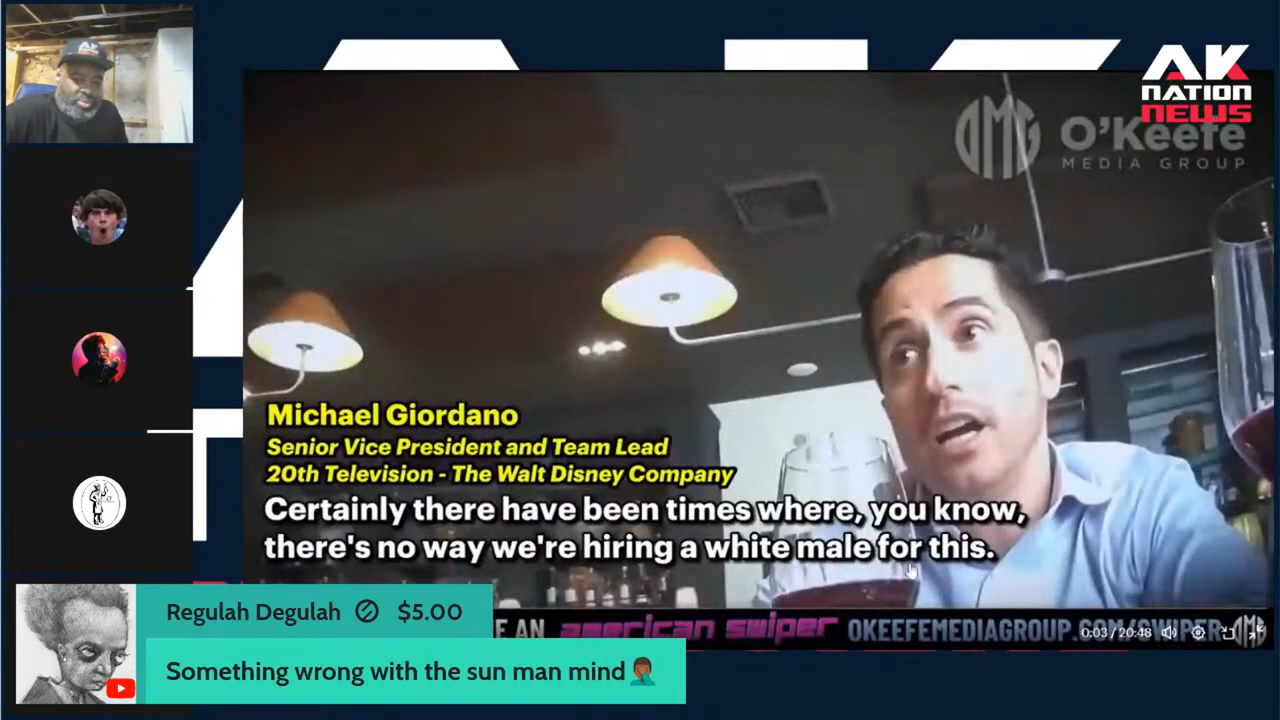 AK
NATION
NEWS
OMG
O'Keefe
MEDIA GROUP
Michael Giordano
Senior Vice President and Team Lead
20th Television - The Walt Disney Company
Certainly there have been times where, you know,
there's no way we're hiring a white male for this.
E AN american swiper OKEEFEMEDIAGROUP.COM/SWIPER
0:03 / 20:48
Regulah Degulah $5.00
Something wrong with the sun man mind🤦🏾‍♂️